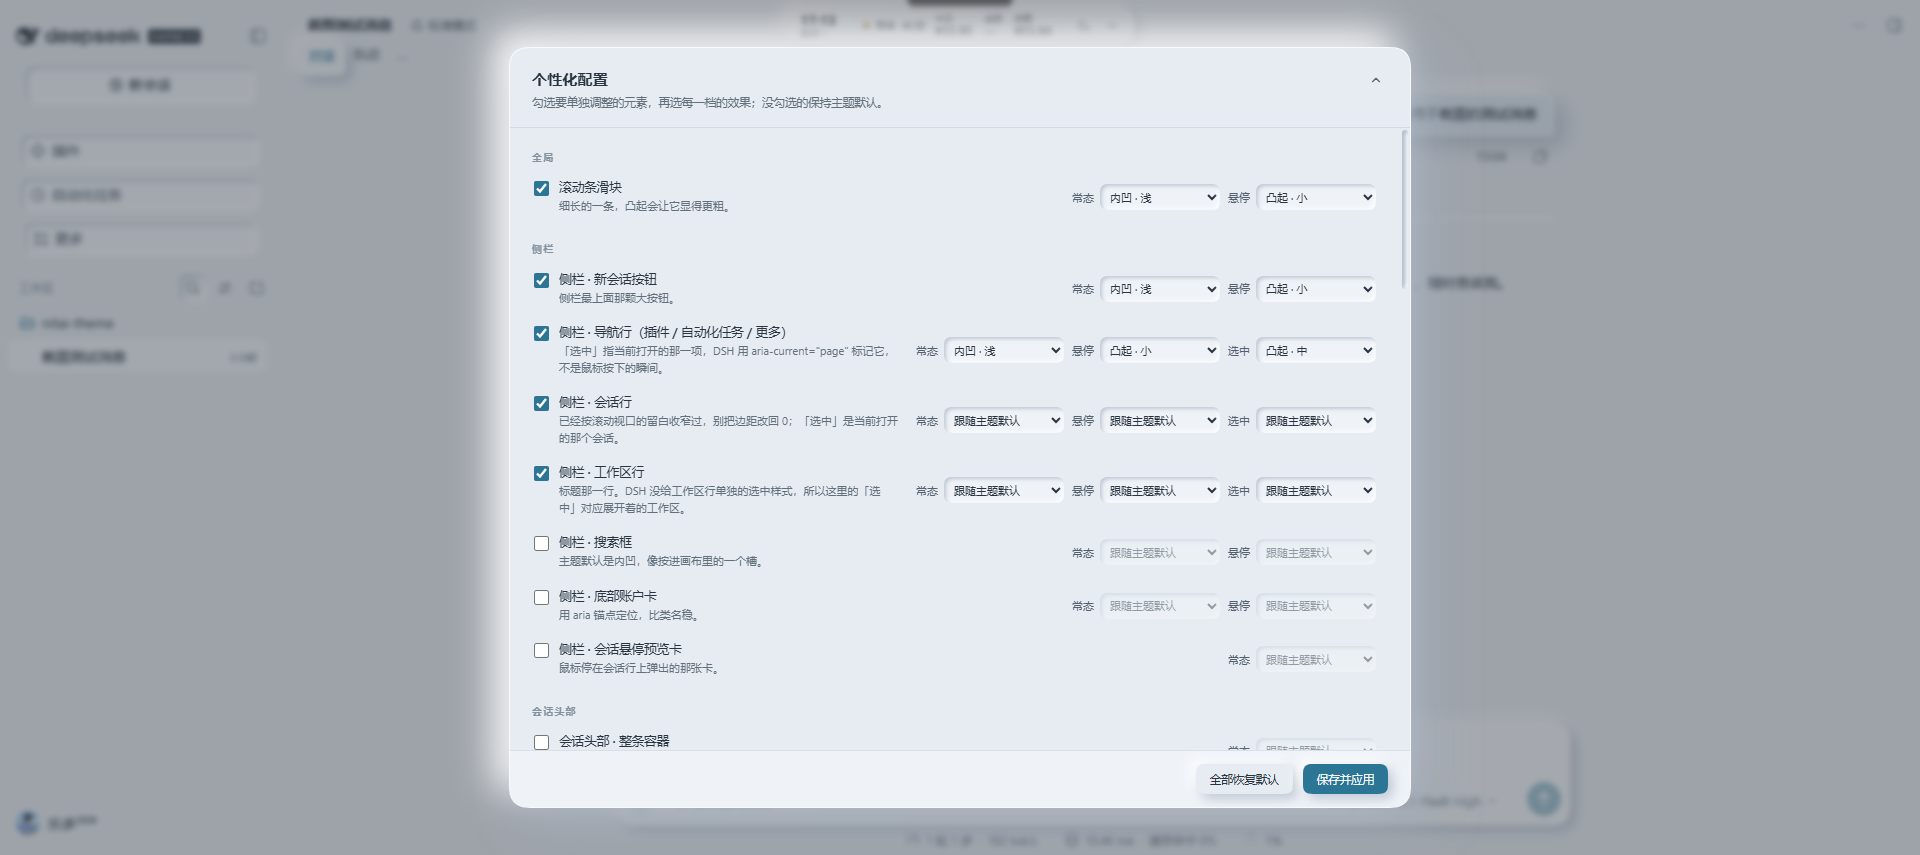 deepseek
个性化配置
勾选要单独调整的元素，再选每一档的效果；没勾选的保持主题默认。
全局
滚动条滑块
细长的一条，凸起会让它显得更粗。
常态 内凹 · 浅 悬停 凸起 · 小
侧栏
侧栏 · 新会话按钮
侧栏最上面那颗大按钮。
常态 内凹 · 浅 悬停 凸起 · 小
侧栏 · 导航行（插件 / 自动化任务 / 更多）
「选中」指当前打开的那一项，DSH 用 aria-current="page" 标记它，
不是鼠标按下的瞬间。
常态 内凹 · 浅 悬停 凸起 · 小 选中 凸起 · 中
侧栏 · 会话行
已经按滚动视口的留白收窄过，别把边距改回 0；「选中」是当前打开
的那个会话。
常态 跟随主题默认 悬停 跟随主题默认 选中 跟随主题默认
侧栏 · 工作区行
标题那一行。DSH 没给工作区行单独的选中样式，所以这里的「选
中」对应展开着的工作区。
常态 跟随主题默认 悬停 跟随主题默认 选中 跟随主题默认
侧栏 · 搜索框
主题默认是内凹，像按进画布里的一个槽。
常态 跟随主题默认 悬停 跟随主题默认
侧栏 · 底部账户卡
用 aria 锚点定位，比类名稳。
常态 跟随主题默认 悬停 跟随主题默认
侧栏 · 会话悬停预览卡
鼠标停在会话行上弹出的那张卡。
常态 跟随主题默认
会话头部
会话头部 · 整条容器
常态 跟随主题默认
全部恢复默认
保存并应用